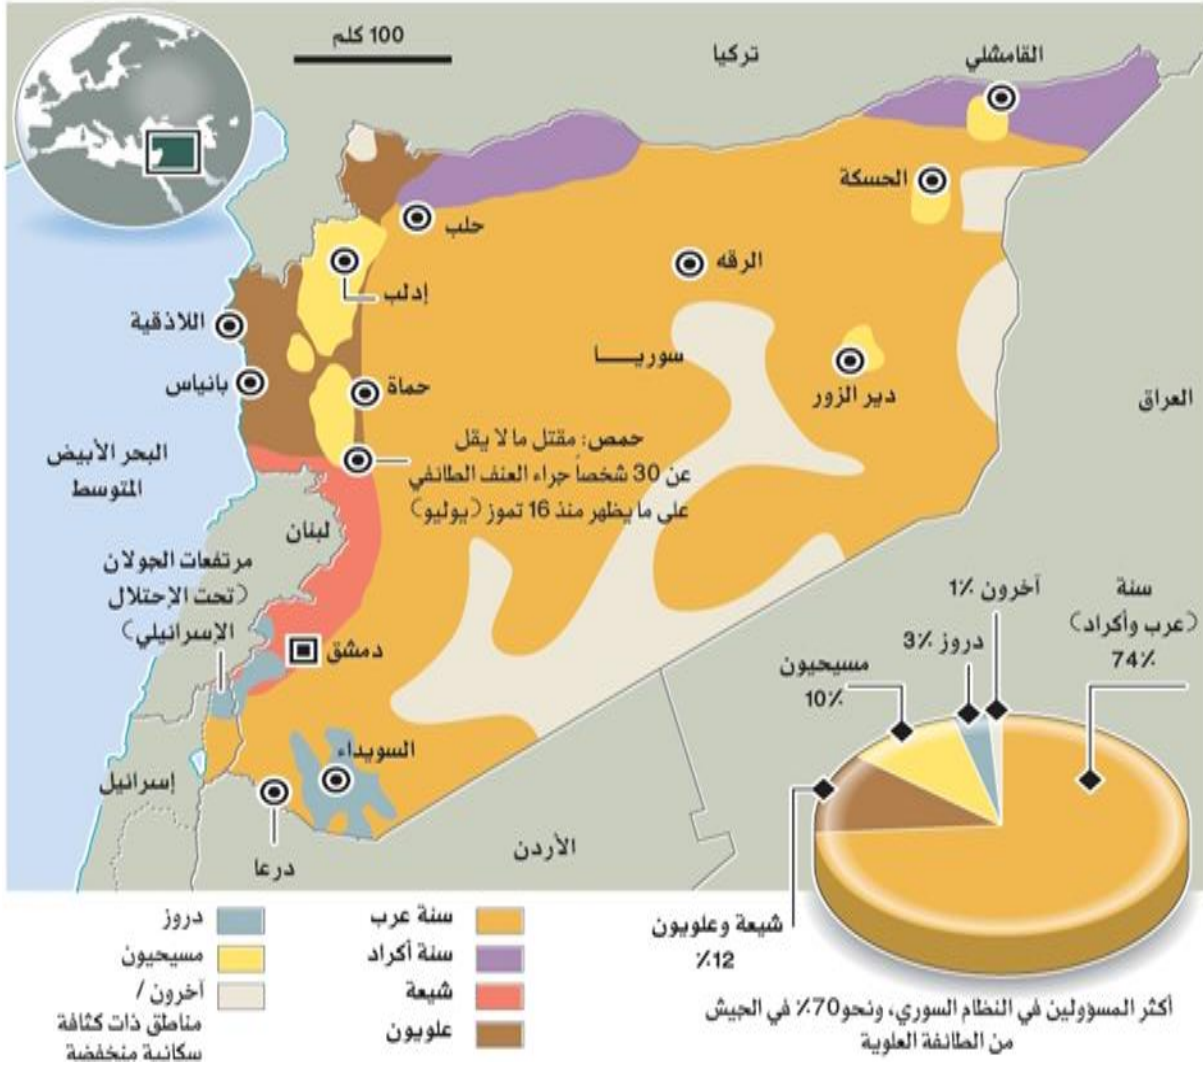 100 كلم
تركيا
القامشلي
الحسكة
حلب
الرقه
إدلب
اللاذقية
سوريـــا
بانياس
حماة
دير الزور
العراق
حمص: مقتل ما لا يقل
عن 30 شخصاً جراء العنف الطائفي
على ما يظهر منذ 16 تموز (يوليو)
البحر الأبيض
المتوسط
لبنان
مرتفعات الجولان
(تحت الإحتلال
الإسرائيلي)
دمشق
السويداء
إسرائيل
درعا
الأردن
سنة
(عرب وأكراد)
74%
آخرون 1%
دروز 3%
مسيحيون
10%
شيعة وعلويون
12%
سنة عرب
سنة أكراد
شيعة
علويون
دروز
مسيحيون
آخرون /
مناطق ذات كثافة
سكانية منخفضة
أكثر المسؤولين في النظام السوري، ونحو70٪ في الجيش
من الطائفة العلوية